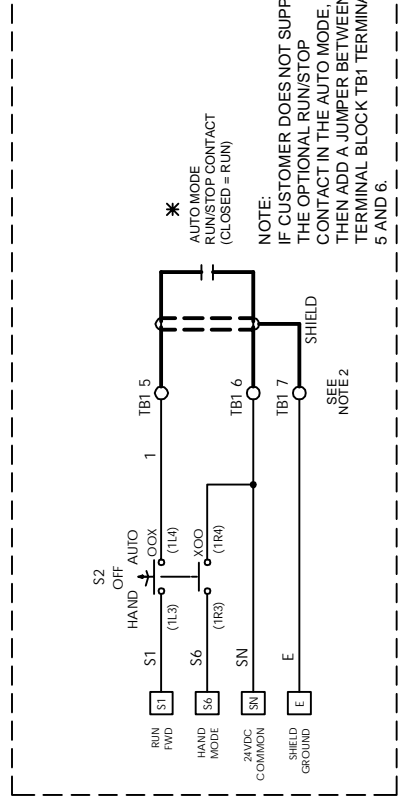 S2
OFF
HAND AUTO
S1
RUN
FWD
S1
OOX
(1L3) (1L4)
1
TB1 5
S6
HAND
MODE
S6
XOO
(1R3) (1R4)
SN
24VDC
COMMON
SN
TB1 6
E
SHIELD
GROUND
E
TB1 7
SHIELD
SEE
NOTE 2
*
AUTO MODE
RUN/STOP CONTACT
(CLOSED = RUN)
NOTE:
IF CUSTOMER DOES NOT SUPP
THE OPTIONAL RUN/STOP
CONTACT IN THE AUTO MODE,
THEN ADD A JUMPER BETWEEN
TERMINAL BLOCK TB1 TERMINA
5 AND 6.